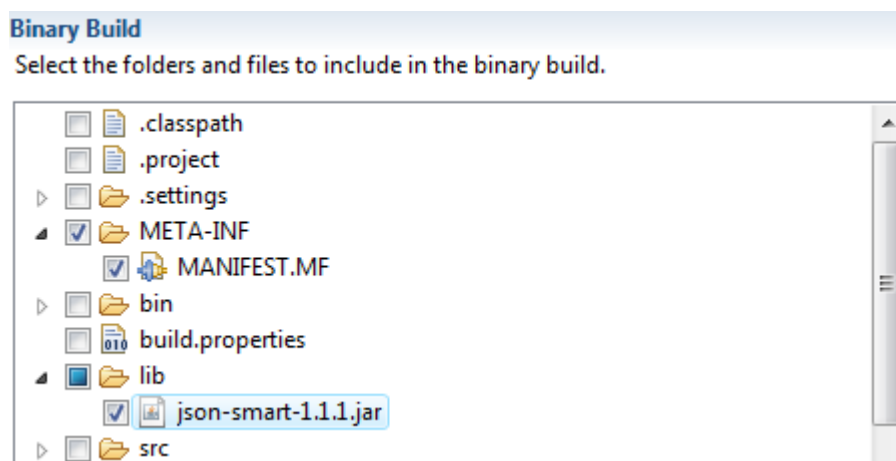 Binary Build
Select the folders and files to include in the binary build.
.classpath
.project
.settings
META-INF
MANIFEST.MF
bin
010
build.properties
lib
json-smart-1.1.1.jar
src